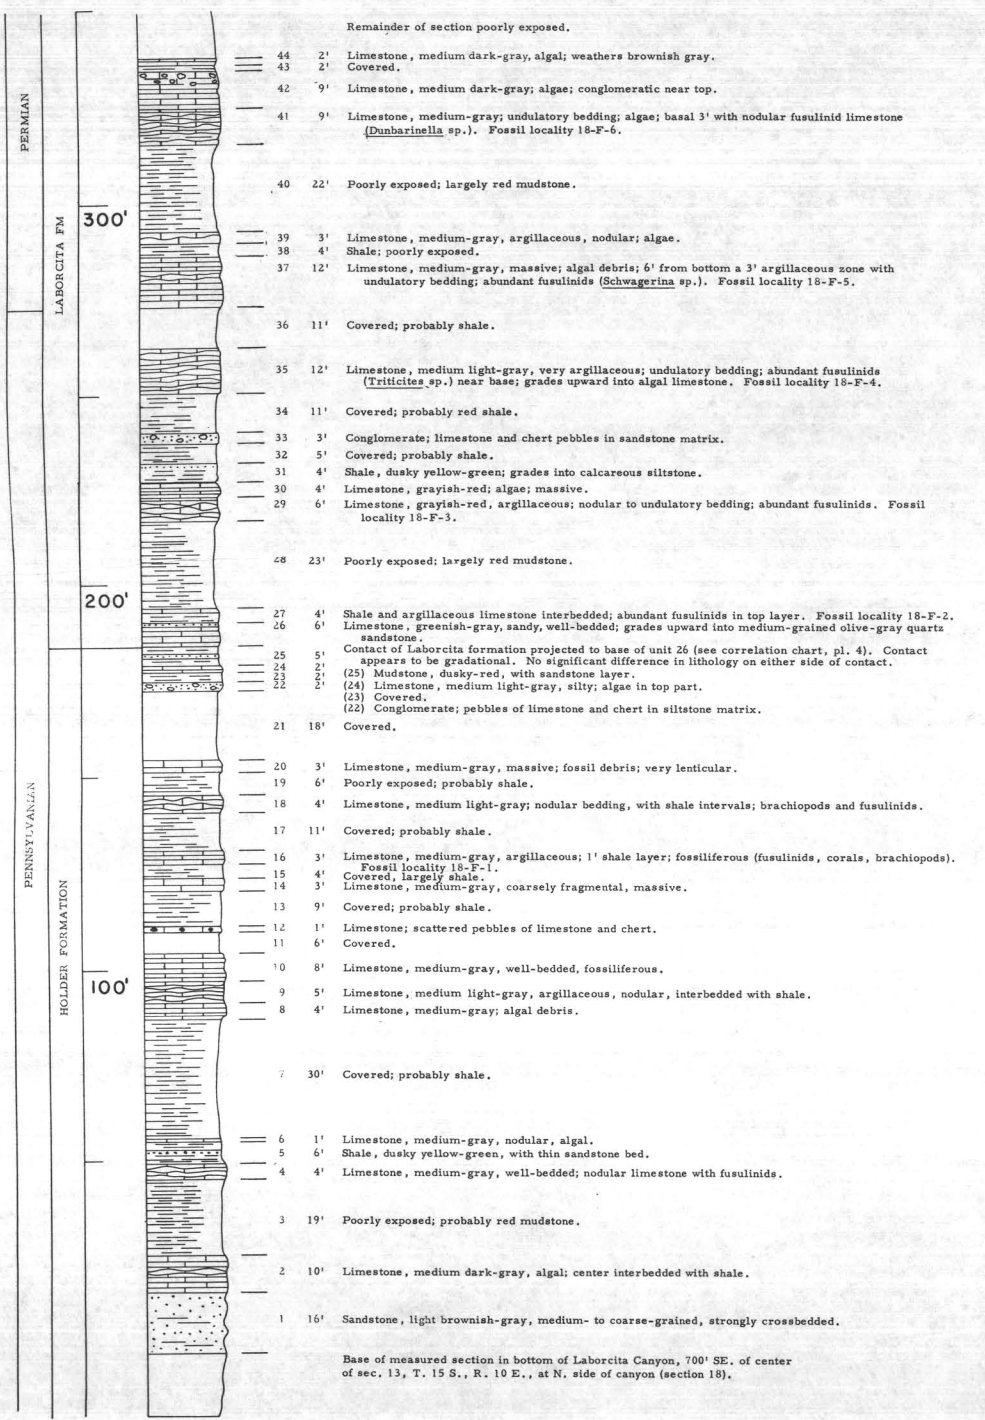 Remainder of section poorly exposed.
44 2' Limestone, medium dark-gray, algal; weathers brownish gray.
43 2' Covered.
42 9' Limestone, medium dark-gray; algae; conglomeratic near top.
41 9' Limestone, medium-gray; undulatory bedding; algae; basal 3' with nodular fusulinid limestone
(Dunbarinella sp.). Fossil locality 18-F-6.
PERMIAN
40 22' Poorly exposed; largely red mudstone.
300'
LABORCITA FM
39 3' Limestone, medium-gray, argillaceous, nodular; algae.
38 4' Shale; poorly exposed.
37 12' Limestone, medium-gray, massive; algal debris; 6' from bottom a 3' argillaceous zone with
undulatory bedding; abundant fusulinids (Schwagerina sp.). Fossil locality 18-F-5.
36 11' Covered; probably shale.
35 12' Limestone, medium light-gray, very argillaceous; undulatory bedding; abundant fusulinids
(Triticites sp.) near base; grades upward into algal limestone. Fossil locality 18-F-4.
34 11' Covered; probably red shale.
33 3' Conglomerate; limestone and chert pebbles in sandstone matrix.
32 5' Covered; probably shale.
31 4' Shale, dusky yellow-green; grades into calcareous siltstone.
30 4' Limestone, grayish-red; algae; massive.
29 6' Limestone, grayish-red, argillaceous; nodular to undulatory bedding; abundant fusulinids. Fossil
locality 18-F-3.
28 23' Poorly exposed; largely red mudstone.
200'
27 4' Shale and argillaceous limestone interbedded; abundant fusulinids in top layer. Fossil locality 18-F-2.
26 6' Limestone, greenish-gray, sandy, well-bedded; grades upward into medium-grained olive-gray quartz
sandstone.
Contact of Laborcita formation projected to base of unit 26 (see correlation chart, pl. 4). Contact
25 5' appears to be gradational. No significant difference in lithology on either side of contact.
24 2'
23 2' (25) Mudstone, dusky-red, with sandstone layer.
22 2' (24) Limestone, medium light-gray, silty; algae in top part.
(23) Covered.
(22) Conglomerate; pebbles of limestone and chert in siltstone matrix.
21 18' Covered.
20 3' Limestone, medium-gray, massive; fossil debris; very lenticular.
19 6' Poorly exposed; probably shale.
18 4' Limestone, medium light-gray; nodular bedding, with shale intervals; brachiopods and fusulinids.
PENNSYLVANIAN
17 11' Covered; probably shale.
16 3' Limestone, medium-gray, argillaceous; 1' shale layer; fossiliferous (fusulinids, corals, brachiopods).
Fossil locality 18-F-1.
15 4' Covered, largely shale.
14 3' Limestone, medium-gray, coarsely fragmental, massive.
13 9' Covered; probably shale.
12 1' Limestone; scattered pebbles of limestone and chert.
11 6' Covered.
HOLDER FORMATION
10 8' Limestone, medium-gray, well-bedded, fossiliferous.
100'
9 5' Limestone, medium light-gray, argillaceous, nodular, interbedded with shale.
8 4' Limestone, medium-gray; algal debris.
7 30' Covered; probably shale.
6 1' Limestone, medium-gray, nodular, algal.
5 6' Shale, dusky yellow-green, with thin sandstone bed.
4 4' Limestone, medium-gray, well-bedded; nodular limestone with fusulinids.
3 19' Poorly exposed; probably red mudstone.
2 10' Limestone, medium dark-gray, algal; center interbedded with shale.
1 16' Sandstone, light brownish-gray, medium- to coarse-grained, strongly crossbedded.
Base of measured section in bottom of Laborcita Canyon, 700' SE. of center
of sec. 13, T. 15 S., R. 10 E., at N. side of canyon (section 18).